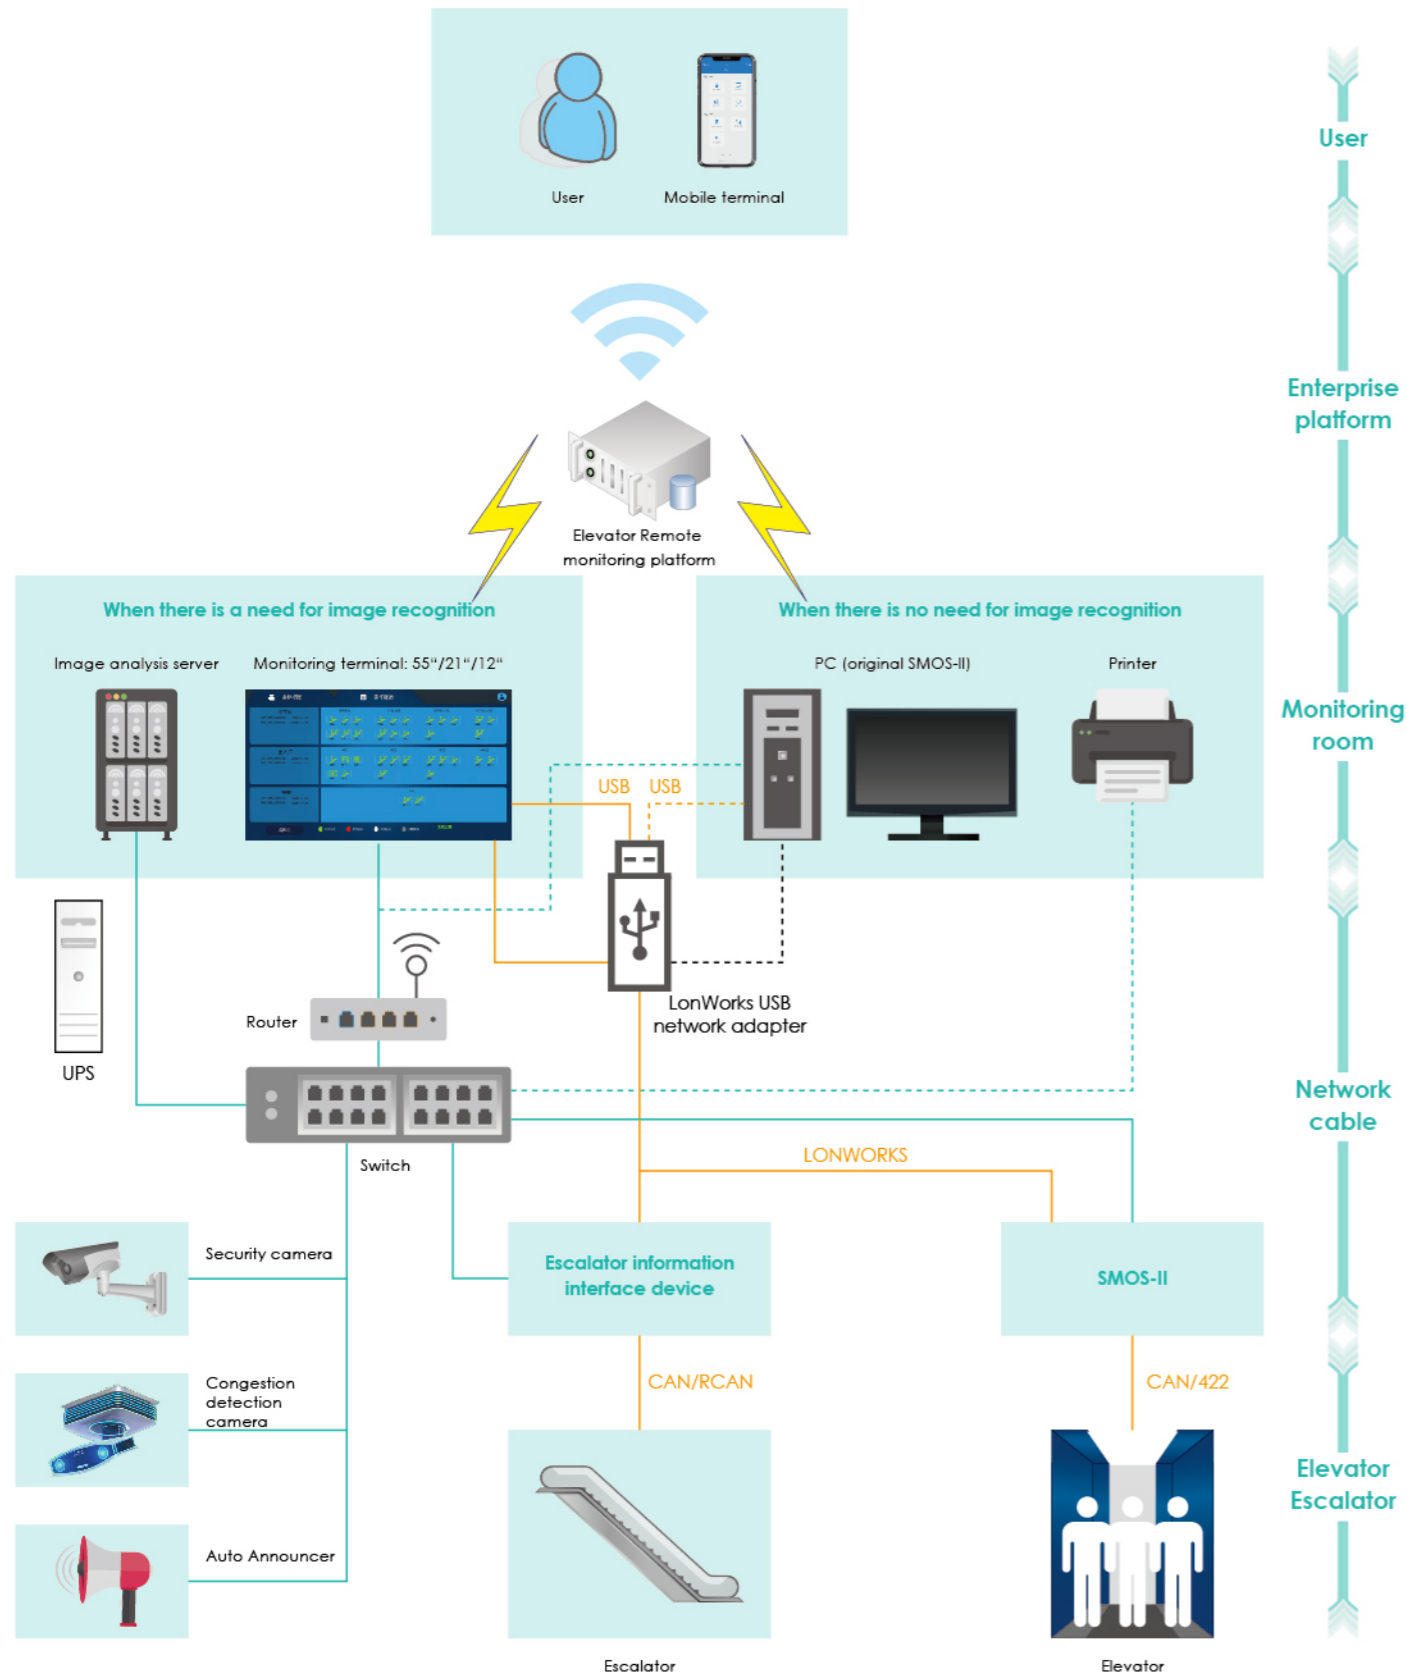 User
Mobile terminal
User
Enterprise
platform
Elevator Remote
monitoring platform
When there is a need for image recognition
When there is no need for image recognition
Image analysis server
Monitoring terminal: 55“/21“/12“
PC (original SMOS-II)
Printer
Monitoring
room
USB
USB
LonWorks USB
network adapter
Router
UPS
Network
cable
Switch
LONWORKS
Security camera
Escalator information
interface device
SMOS-II
Congestion
detection
camera
CAN/RCAN
CAN/422
Elevator
Escalator
Auto Announcer
Escalator
Elevator